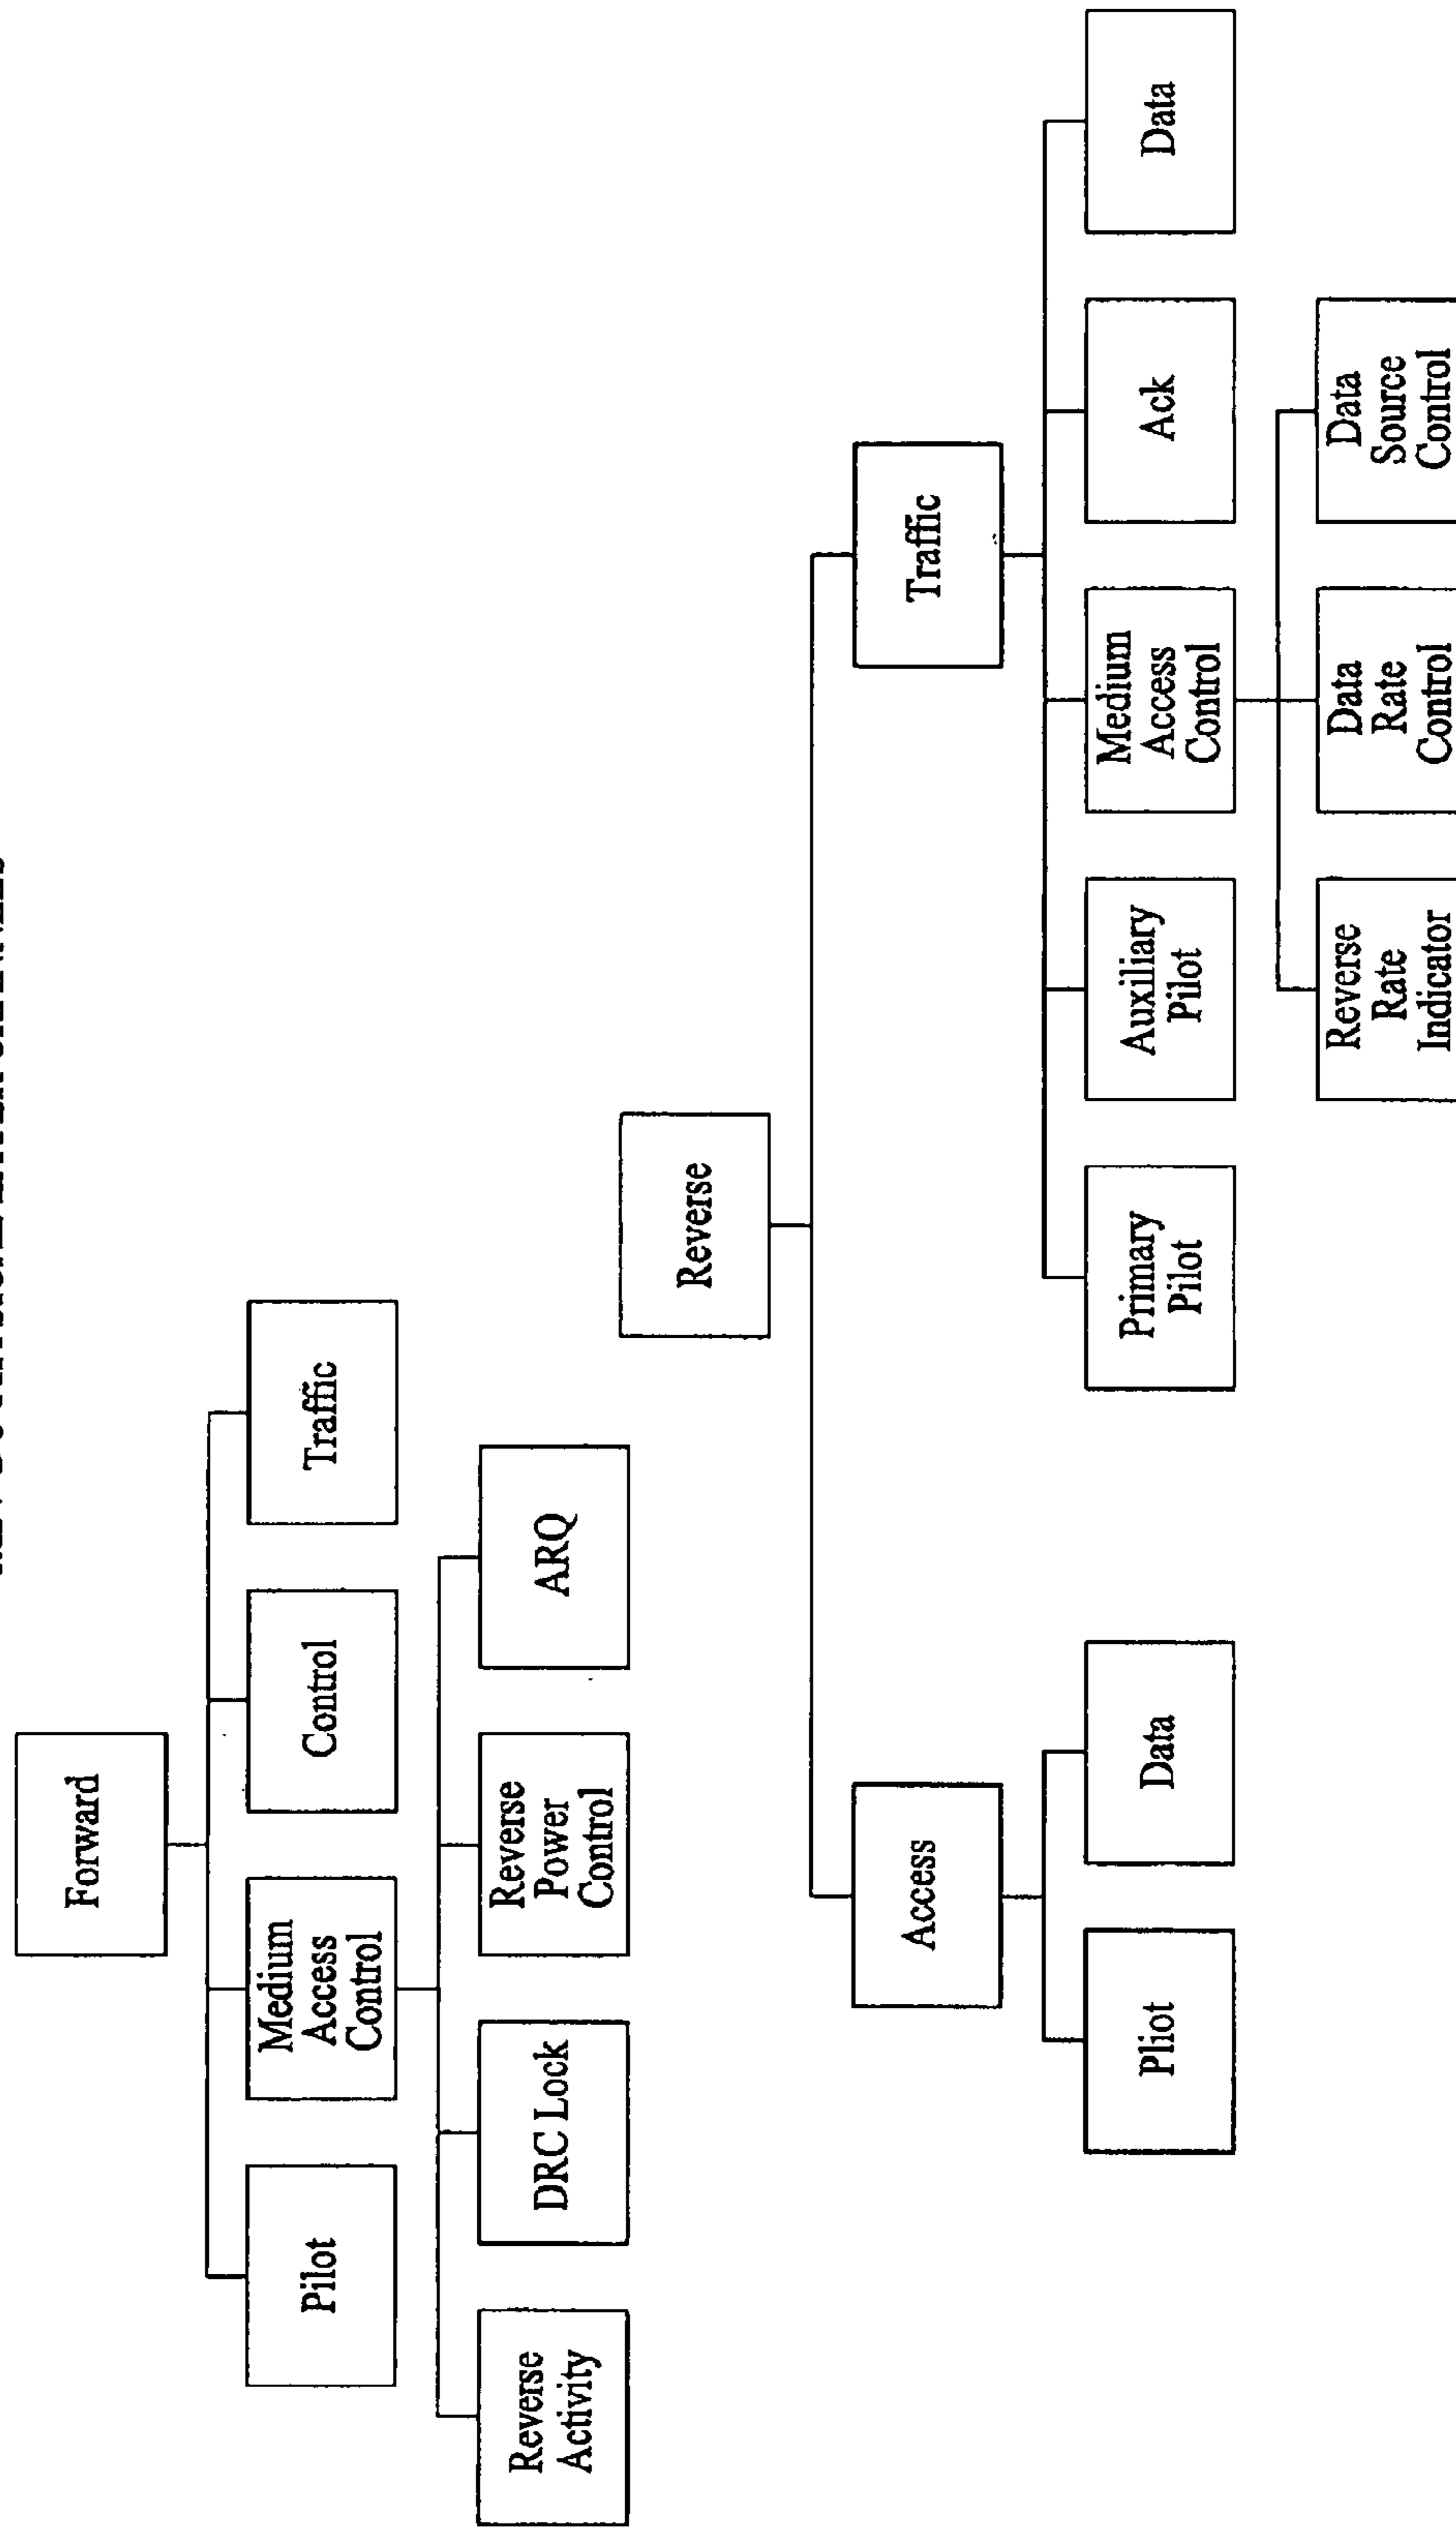 Forward
Pilot
Medium
Access
Control
Control
Traffic
Reverse
Activity
DRC Lock
Reverse
Power
Control
ARQ
Reverse
Access
Traffic
Pliot
Data
Primary
Pilot
Auxiliary
Pilot
Medium
Access
Control
Ack
Data
Reverse
Rate
Indicator
Data
Rate
Control
Data
Source
Control